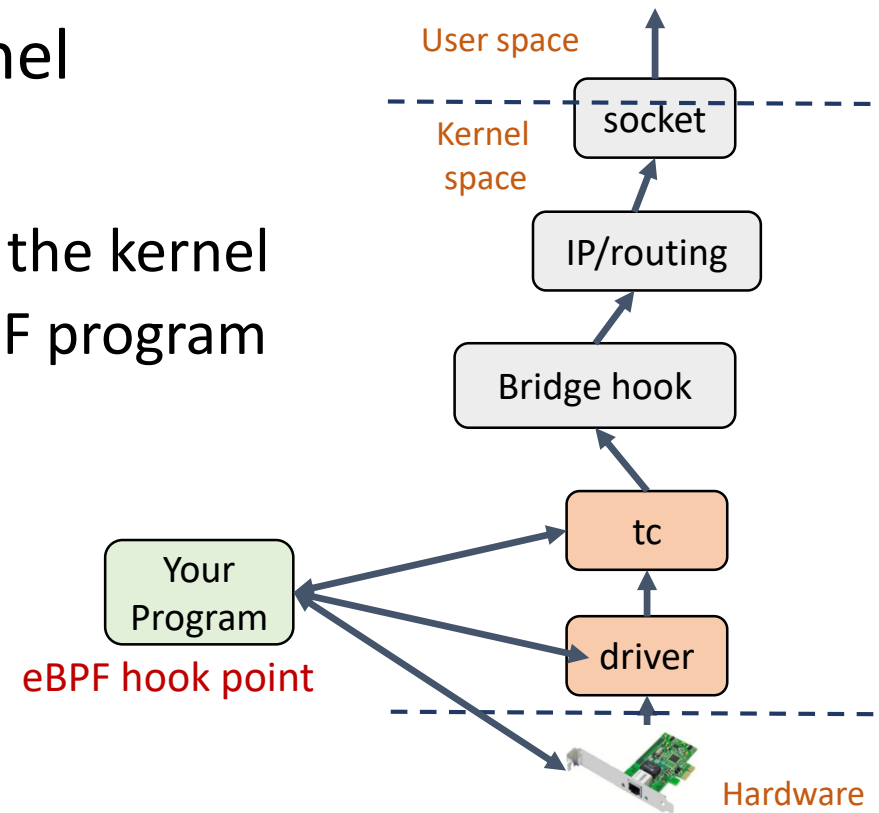 nel
the kernel
F program
User space
socket
Kernel
space
IP/routing
Bridge hook
tc
Your
Program
driver
eBPF hook point
Hardware